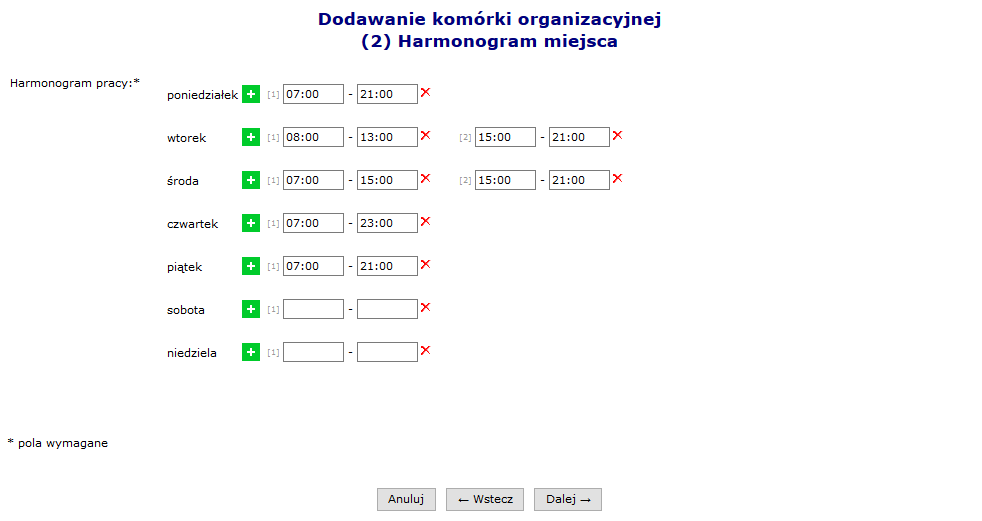 Dodawanie komórki organizacyjnej
(2) Harmonogram miejsca
Harmonogram pracy:*
poniedziałek + [1] 07:00 - 21:00
wtorek + [1] 08:00 - 13:00 [2] 15:00 - 21:00
środa + [1] 07:00 - 15:00 [2] 15:00 - 21:00
czwartek + [1] 07:00 - 23:00
piątek + [1] 07:00 - 21:00
sobota + [1] -
niedziela + [1] -
* pola wymagane
Anuluj ← Wstecz Dalej →